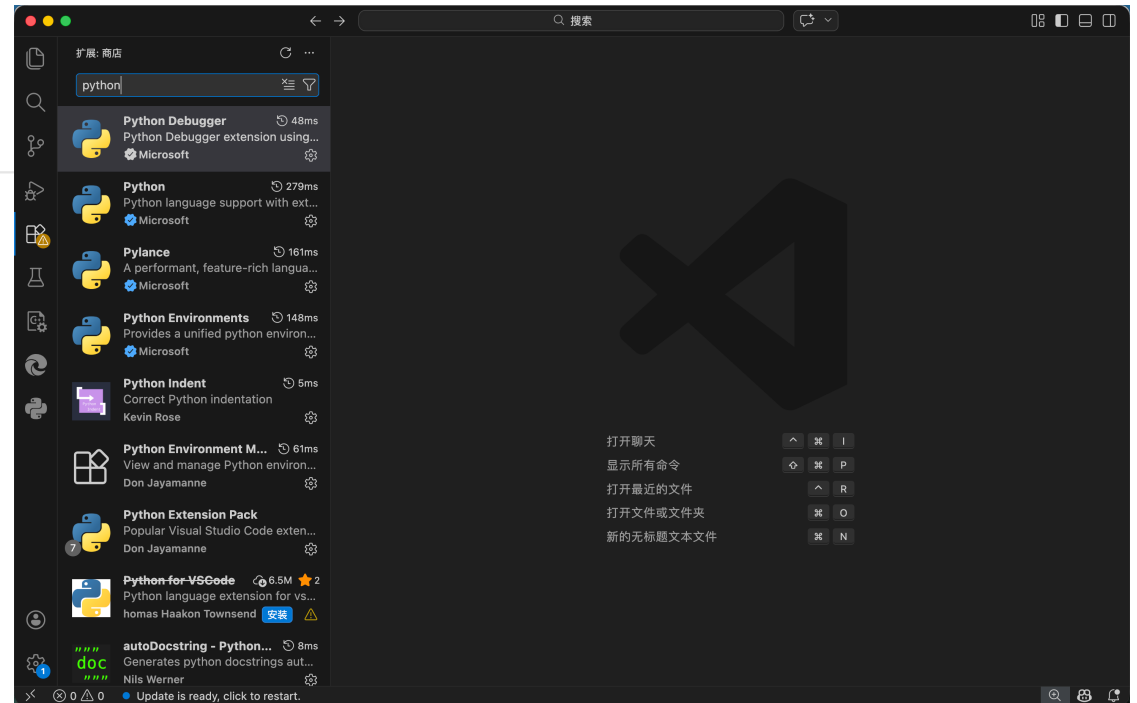 搜索
扩展: 商店
python
Python Debugger 48ms
Python Debugger extension using...
Microsoft
Python 279ms
Python language support with ext...
Microsoft
Pylance 161ms
A performant, feature-rich langua...
Microsoft
Python Environments 148ms
Provides a unified python environ...
Microsoft
Python Indent 5ms
Correct Python indentation
Kevin Rose
Python Environment M... 61ms
View and manage Python environ...
Don Jayamanne
Python Extension Pack
Popular Visual Studio Code exten...
7
Don Jayamanne
Python for VSCode 6.5M 2
Python language extension for vs...
homas Haakon Townsend 安装
autoDocstring - Python... 8ms
Generates python docstrings aut...
Nils Werner
""" doc """
打开聊天 ^ ⌘ I
显示所有命令 ⇧ ⌘ P
打开最近的文件 ^ R
打开文件或文件夹 ⌘ O
新的无标题文本文件 ⌘ N
1
0 0 Update is ready, click to restart.